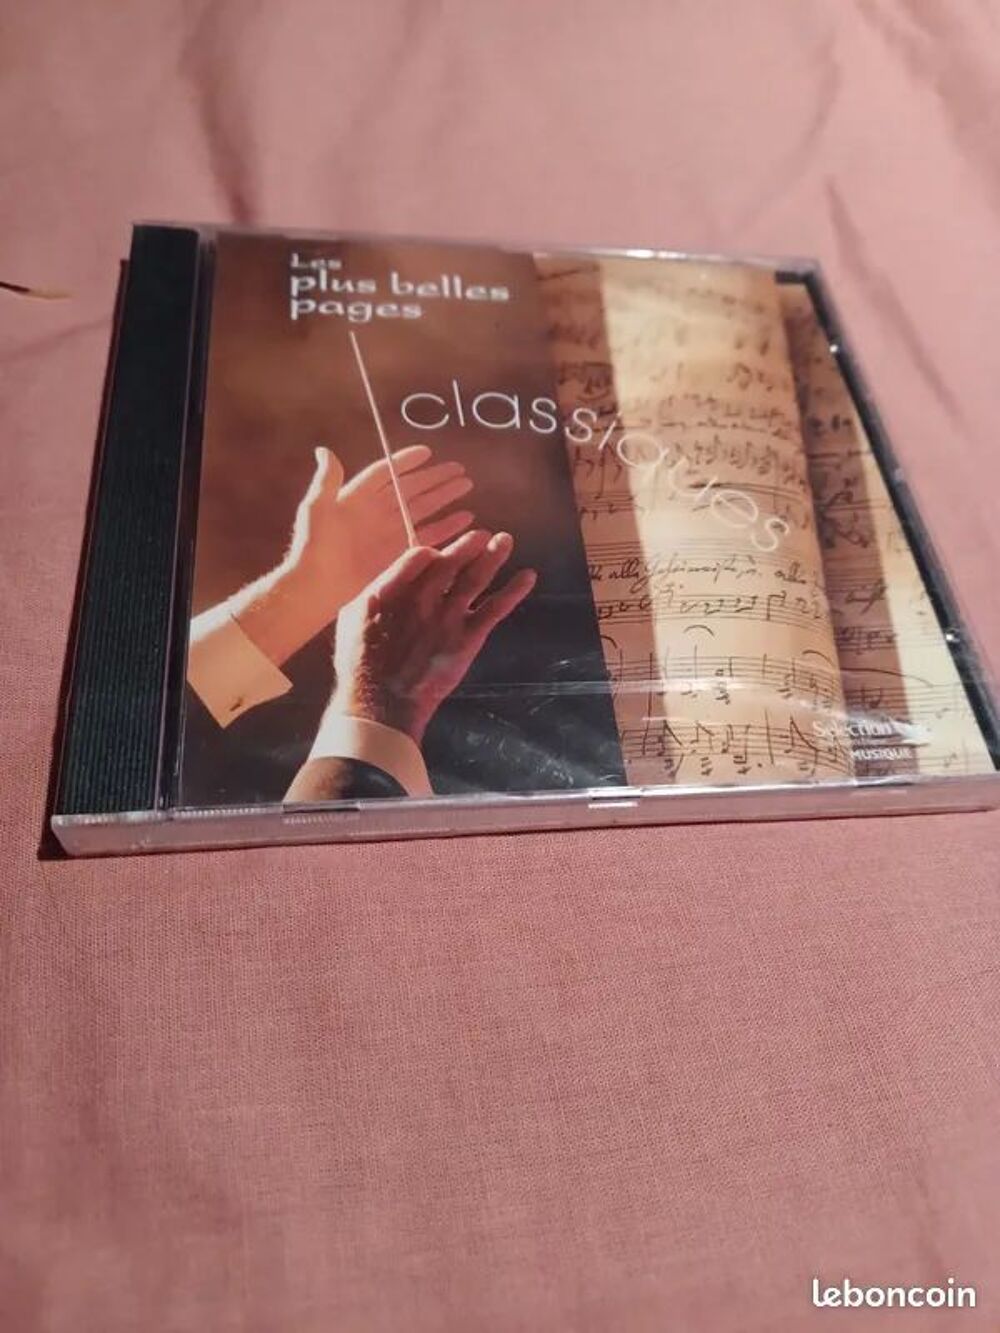 Les
plus belles
pages
classiques
Sélection
MUSIQUE
leboncoin